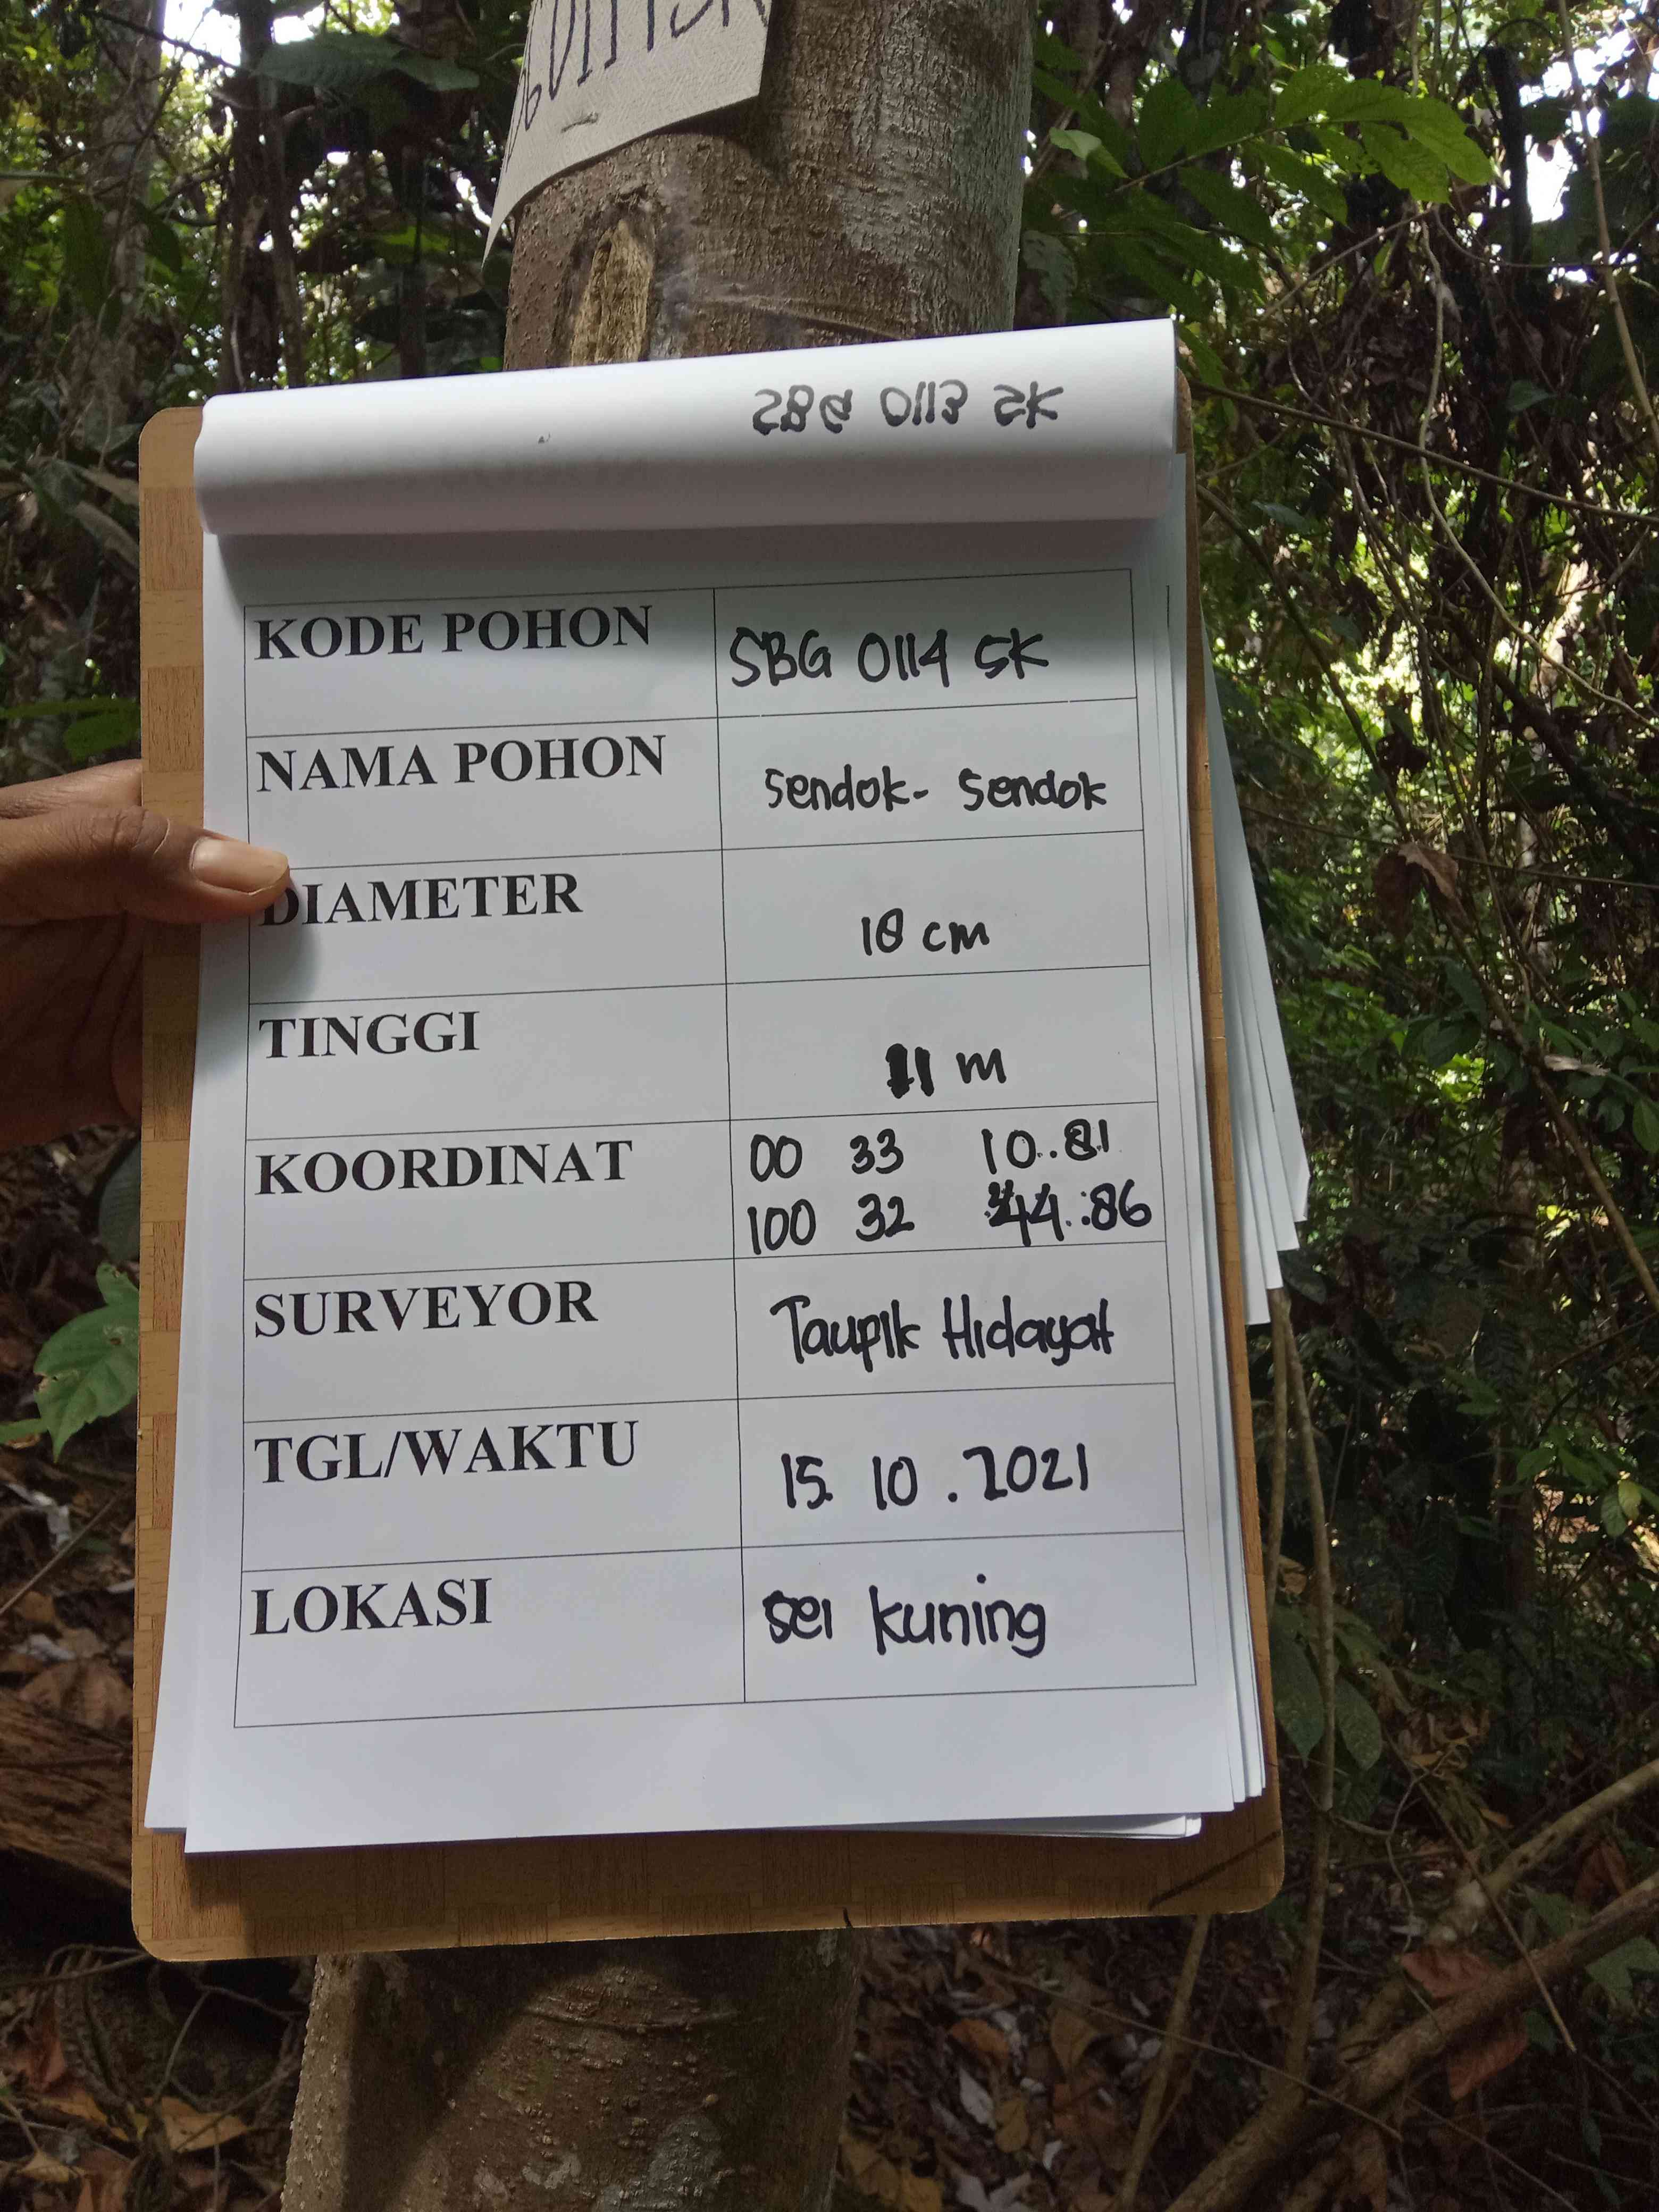 SBG 0113 SK
KODE POHON SBG 0114 SK
NAMA POHON Sendok- Sendok
DIAMETER 18 cm
TINGGI 11 m
KOORDINAT 00 33 10..81
100 32 44.:86
SURVEYOR Taupik Hidayat
TGL/WAKTU 15. 10 . 2021
LOKASI Sei Kuning